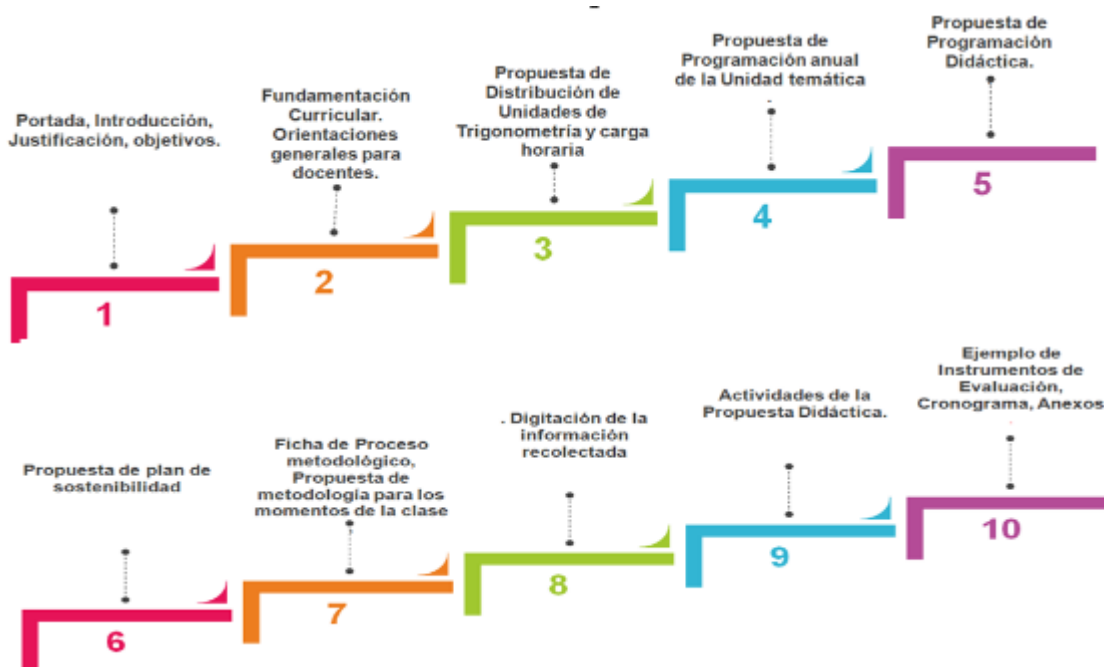 Portada, Introducción,
Justificación, objetivos.
1
Fundamentación
Curricular.
Orientaciones
generales para
docentes.
2
Propuesta de
Distribución de
Unidades de
Trigonometría y carga
horaria
3
Propuesta de
Programación anual
de la Unidad temática
.
4
Propuesta de
Programación
Didáctica.
5
Propuesta de plan de
sostenibilidad
6
Ficha de Proceso
metodológico,
Propuesta de
metodología para los
momentos de la clase
7
. Digitación de la
información
recolectada
8
Actividades de la
Propuesta Didáctica.
9
Ejemplo de
Instrumentos de
Evaluación,
Cronograma, Anexos
10